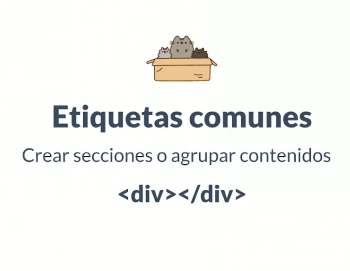 Etiquetas comunes
Crear secciones o agrupar contenidos
<div></div>